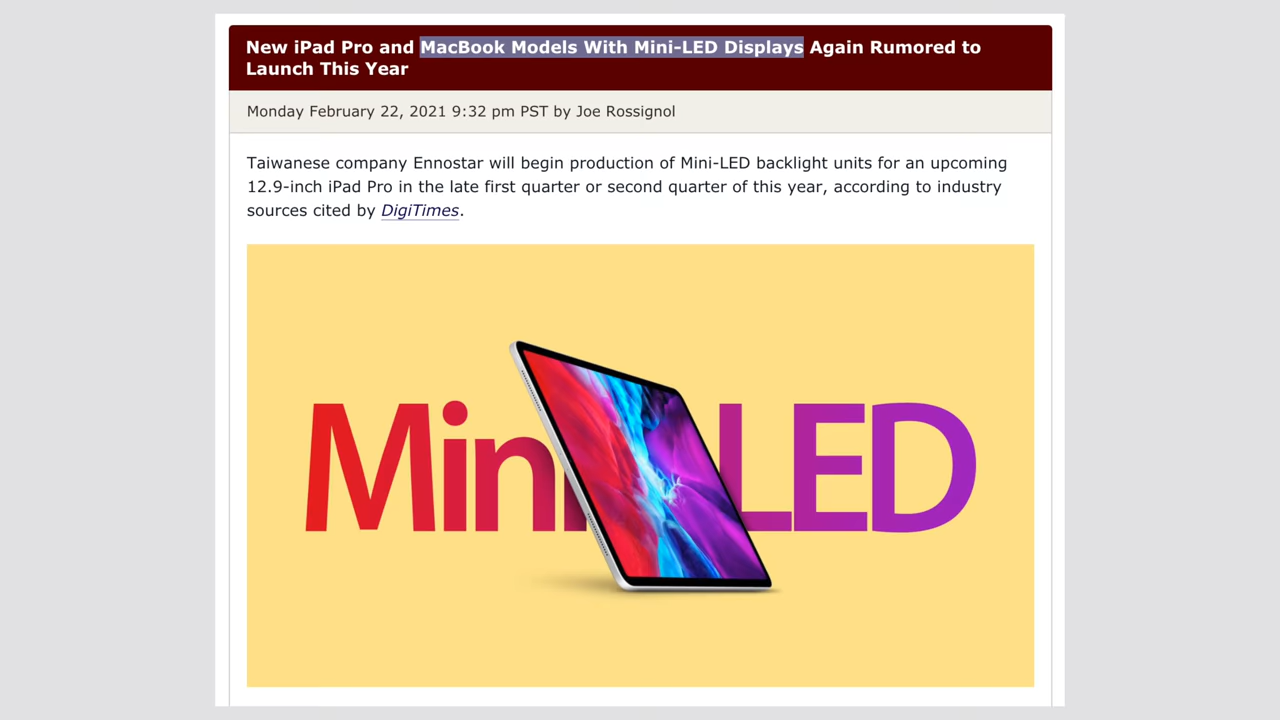 New iPad Pro and MacBook Models With Mini-LED Displays Again Rumored to
Launch This Year
Monday February 22, 2021 9:32 pm PST by Joe Rossignol
Taiwanese company Ennostar will begin production of Mini-LED backlight units for an upcoming
12.9-inch iPad Pro in the late first quarter or second quarter of this year, according to industry
sources cited by DigiTimes.
Mini LED